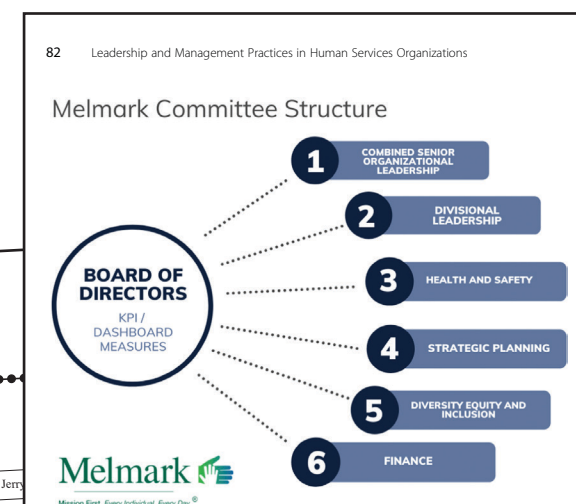 82 Leadership and Management Practices in Human Services Organizations
Melmark Committee Structure
1
COMBINED SENIOR
ORGANIZATIONAL
LEADERSHIP
2
DIVISIONAL
LEADERSHIP
BOARD OF
DIRECTORS
KPI /
DASHBOARD
MEASURES
3
HEALTH AND SAFETY
4
STRATEGIC PLANNING
5
DIVERSITY EQUITY AND
INCLUSION
6
FINANCE
Melmark
Mission First. Every Individual, Every Day.®
Jerry